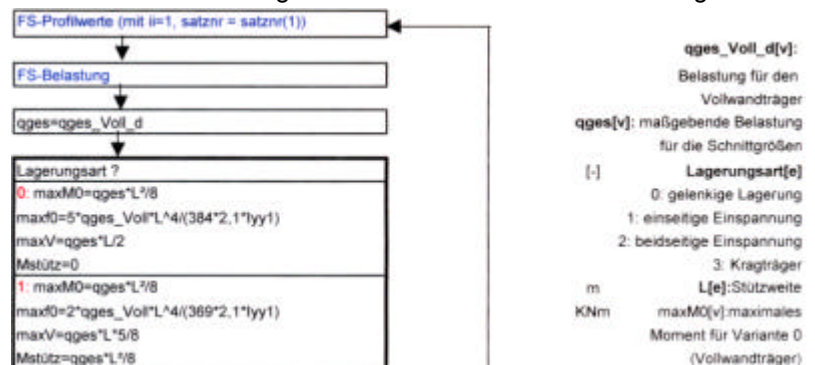 FS-Profilwerte (mit ii=1, satznr = satznr(1))
FS-Belastung
qges=qges_Voll_d
Lagerungsart ?
0: maxM0=qges*L²/8
maxf0=5*qges_Voll*L^4/(384*2,1*Iyy1)
maxV=qges*L/2
Mstütz=0
1: maxM0=qges*L²/8
maxf0=2*qges_Voll*L^4/(369*2,1*Iyy1)
maxV=qges*L*5/8
Mstütz=qges*L²/8
qges_Voll_d[v]:
Belastung für den
Vollwandträger
qges[v]: maßgebende Belastung
für die Schnittgrößen
[-] Lagerungsart[e]
0: gelenkige Lagerung
1: einseitige Einspannung
2: beidseitige Einspannung
3: Kragträger
m L[e]:Stützweite
KNm maxM0[v]:maximales
Moment für Variante 0
(Vollwandträger)